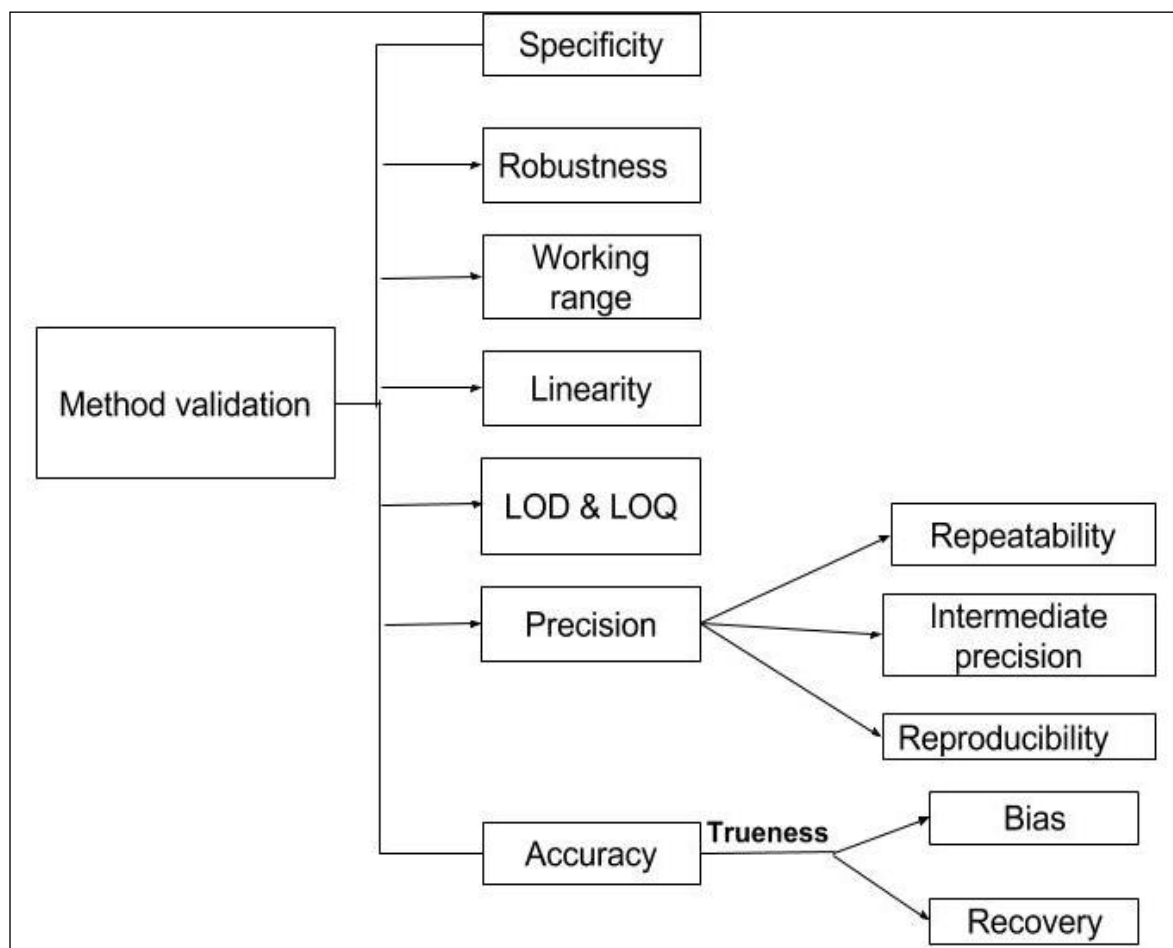 Specificity
Robustness
Working
range
Method validation
Linearity
LOD & LOQ
Precision
Repeatability
Intermediate
precision
Reproducibility
Accuracy
Trueness
Bias
Recovery